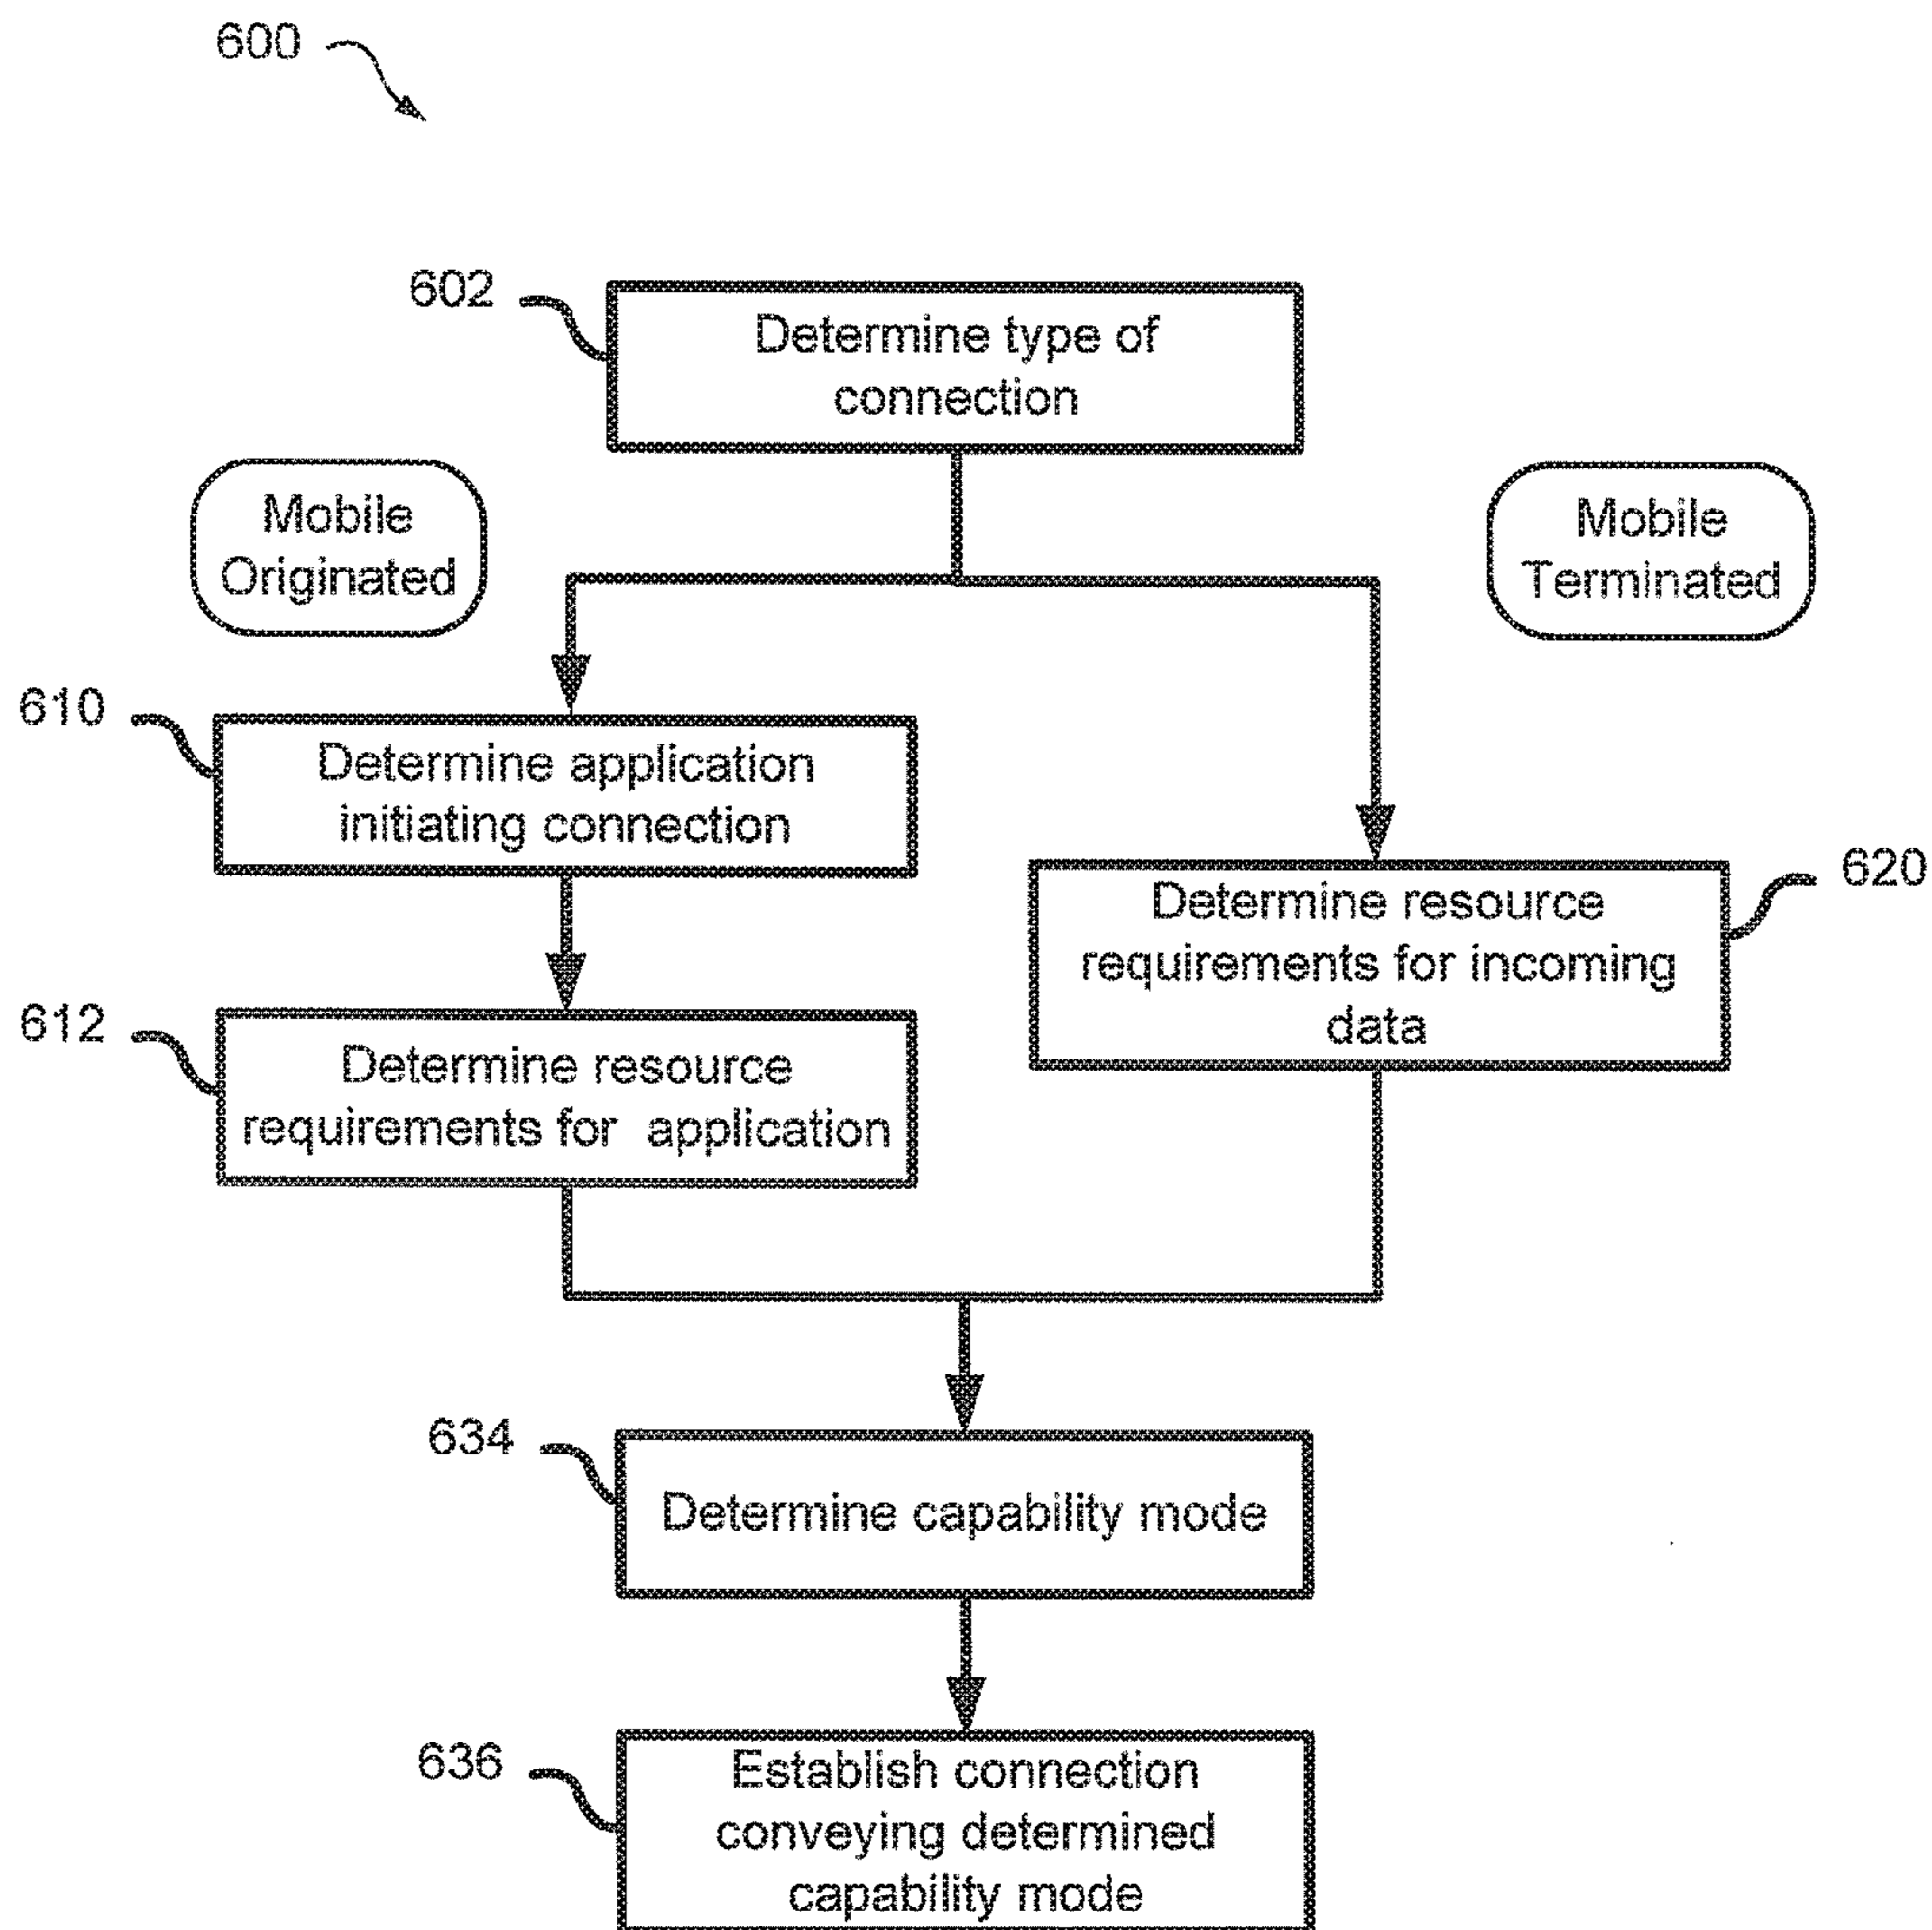 600
602
Determine type of
connection
Mobile
Originated
Mobile
Terminated
610
Determine application
initiating connection
620
Determine resource
requirements for incoming
data
612
Determine resource
requirements for application
634
Determine capability mode
636
Establish connection
conveying determined
capability mode